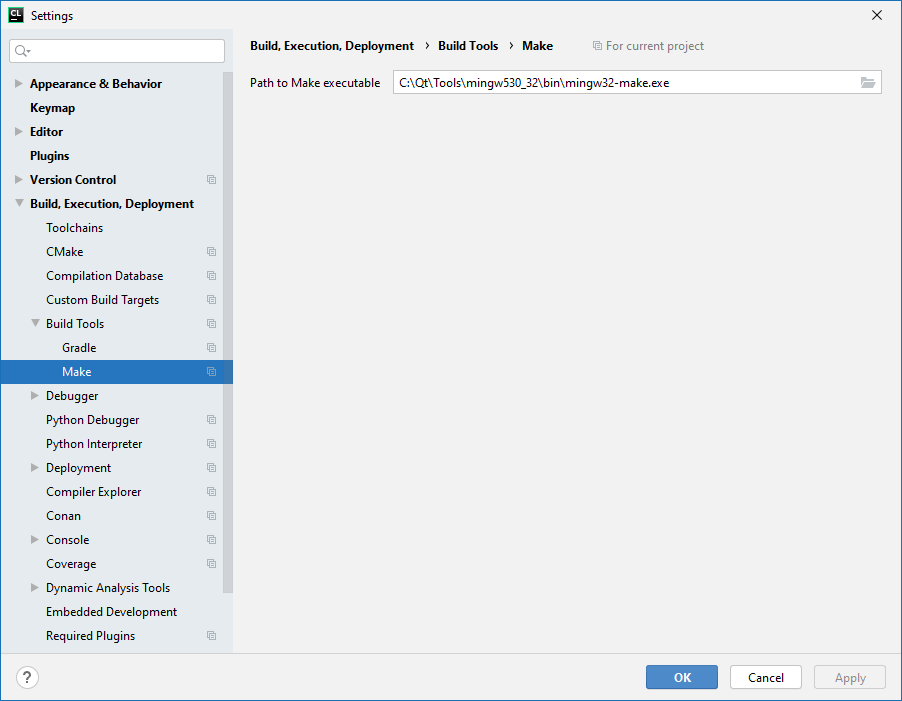 CL Settings
Build, Execution, Deployment › Build Tools › Make For current project
Path to Make executable C:\Qt\Tools\mingw530_32\bin\mingw32-make.exe
Appearance & Behavior
Keymap
Editor
Plugins
Version Control
Build, Execution, Deployment
Toolchains
CMake
Compilation Database
Custom Build Targets
Build Tools
Gradle
Make
Debugger
Python Debugger
Python Interpreter
Deployment
Compiler Explorer
Conan
Console
Coverage
Dynamic Analysis Tools
Embedded Development
Required Plugins
? OK Cancel Apply